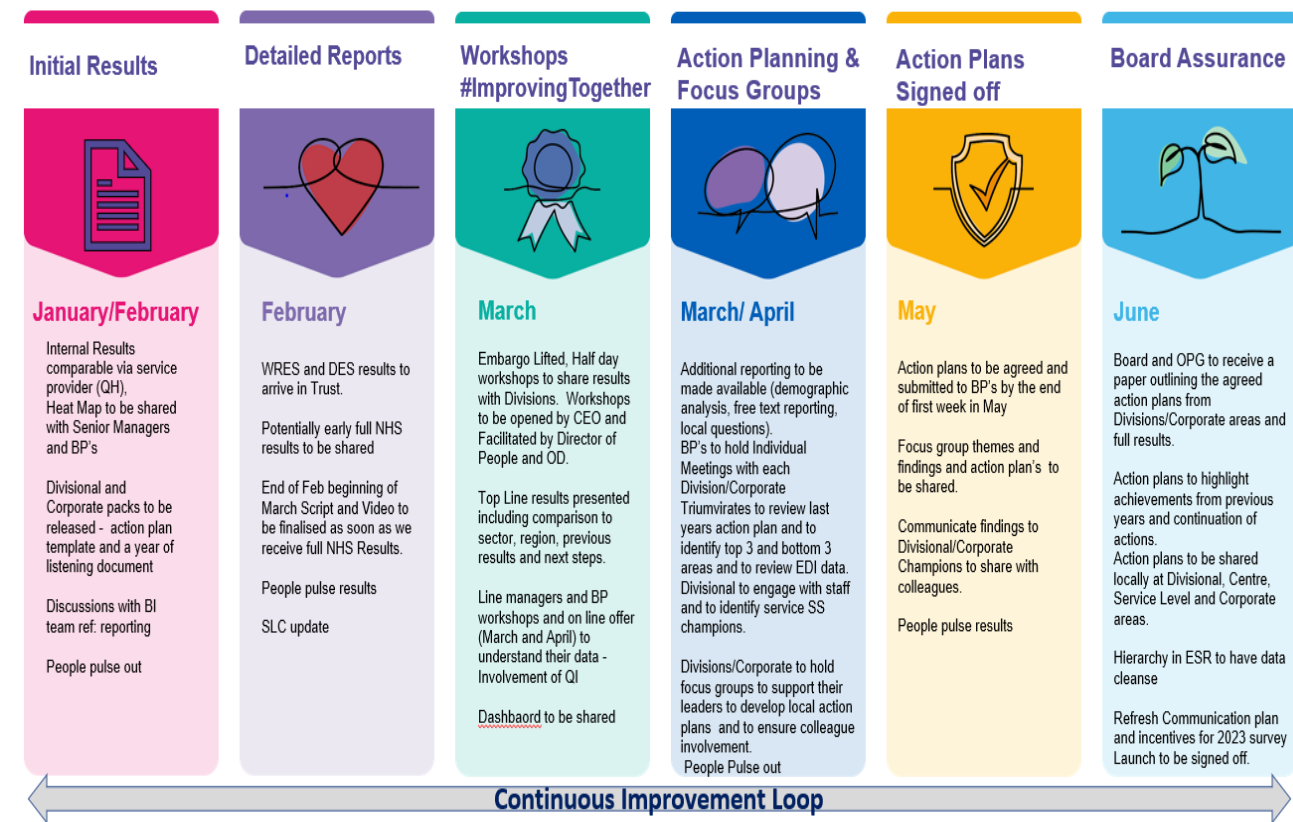 Initial Results
January/February
Internal Results
comparable via service
provider (QH),
Heat Map to be shared
with Senior Managers
and BP's
Divisional and
Corporate packs to be
released - action plan
template and a year of
listening document
Discussions with BI
team ref: reporting
People pulse out
Detailed Reports
February
WRES and DES results to
arrive in Trust.
Potentially early full NHS
results to be shared
End of Feb beginning of
March Script and Video to
be finalised as soon as we
receive full NHS Results.
People pulse results
SLC update
Workshops
#ImprovingTogether
March
Embargo Lifted, Half day
workshops to share results
with Divisions. Workshops
to be opened by CEO and
Facilitated by Director of
People and OD.
Top Line results presented
including comparison to
sector, region, previous
results and next steps.
Line managers and BP
workshops and on line offer
(March and April) to
understand their data -
Involvement of QI
Dashbaord to be shared
Action Planning &
Focus Groups
March/ April
Additional reporting to be
made available (demographic
analysis, free text reporting,
local questions).
BP's to hold Individual
Meetings with each
Division/Corporate
Triumvirates to review last
years action plan and to
identify top 3 and bottom 3
areas and to review EDI data.
Divisional to engage with staff
and to identify service SS
champions.
Divisions/Corporate to hold
focus groups to support their
leaders to develop local action
plans and to ensure colleague
involvement.
People Pulse out
Action Plans
Signed off
May
Action plans to be agreed and
submitted to BP's by the end
of first week in May
Focus group themes and
findings and action plan's to
be shared.
Communicate findings to
Divisional/Corporate
Champions to share with
colleagues.
People pulse results
Board Assurance
June
Board and OPG to receive a
paper outlining the agreed
action plans from
Divisions/Corporate areas and
full results.
Action plans to highlight
achievements from previous
years and continuation of
actions.
Action plans to be shared
locally at Divisional, Centre,
Service Level and Corporate
areas.
Hierarchy in ESR to have data
cleanse
Refresh Communication plan
and incentives for 2023 survey
Launch to be signed off.
Continuous Improvement Loop